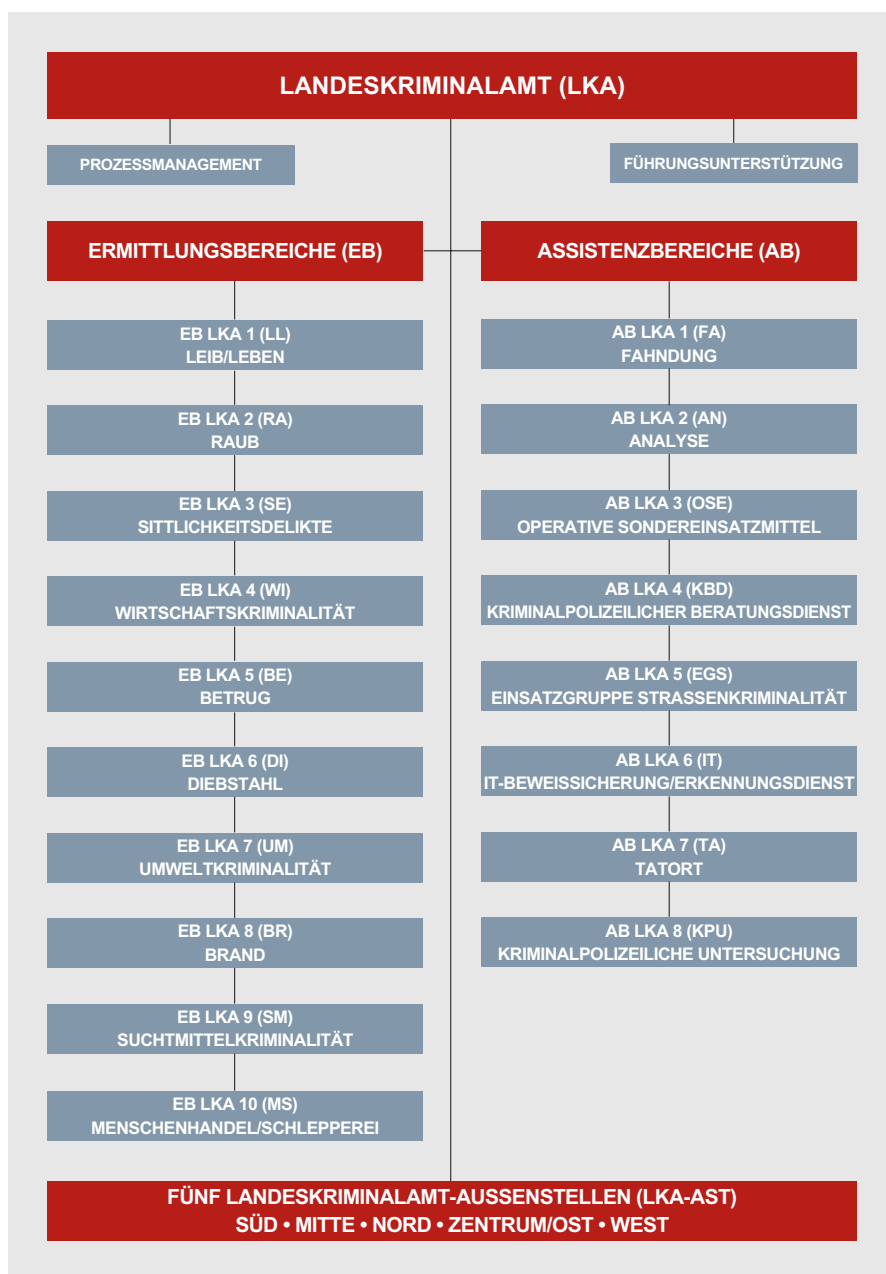 LANDESKRIMINALAMT (LKA)
PROZESSMANAGEMENT
FÜHRUNGSUNTERSTÜTZUNG
ERMITTLUNGSBEREICHE (EB)
EB LKA 1 (LL)
LEIB/LEBEN
EB LKA 2 (RA)
RAUB
EB LKA 3 (SE)
SITTLICHKEITSDELIKTE
EB LKA 4 (WI)
WIRTSCHAFTSKRIMINALITÄT
EB LKA 5 (BE)
BETRUG
EB LKA 6 (DI)
DIEBSTAHL
EB LKA 7 (UM)
UMWELTKRIMINALITÄT
EB LKA 8 (BR)
BRAND
EB LKA 9 (SM)
SUCHTMITTELKRIMINALITÄT
EB LKA 10 (MS)
MENSCHENHANDEL/SCHLEPPEREI
ASSISTENZBEREICHE (AB)
AB LKA 1 (FA)
FAHNDUNG
AB LKA 2 (AN)
ANALYSE
AB LKA 3 (OSE)
OPERATIVE SONDEREINSATZMITTEL
AB LKA 4 (KBD)
KRIMINALPOLIZEILICHER BERATUNGSDIENST
AB LKA 5 (EGS)
EINSATZGRUPPE STRASSENKRIMINALITÄT
AB LKA 6 (IT)
IT-BEWEISSICHERUNG/ERKENNUNGSDIENST
AB LKA 7 (TA)
TATORT
AB LKA 8 (KPU)
KRIMINALPOLIZEILICHE UNTERSUCHUNG
FÜNF LANDESKRIMINALAMT-AUSSENSTELLEN (LKA-AST)
SÜD • MITTE • NORD • ZENTRUM/OST • WEST